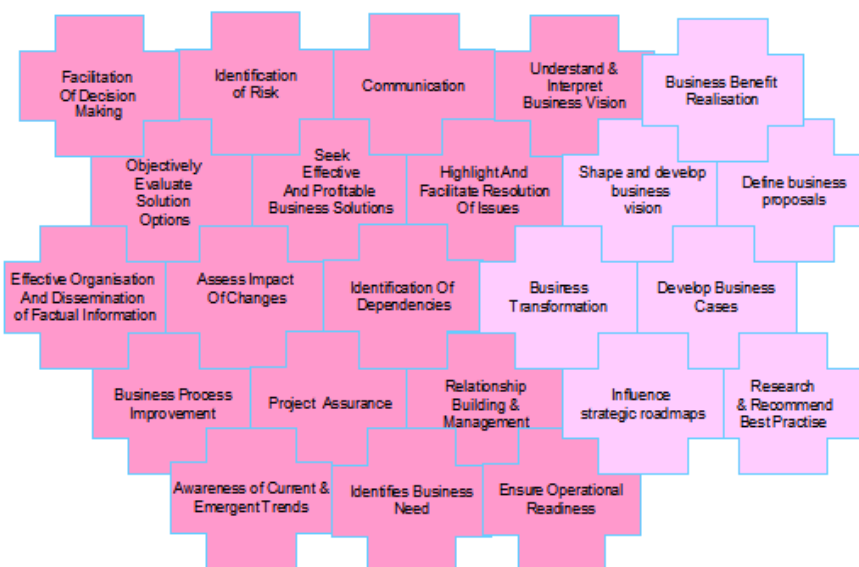 Facilitation
Of Decision
Making
Identification
of Risk
Communication
Understand &
Interpret
Business Vision
Business Benefit
Realisation
Objectively
Evaluate
Solution
Options
Seek
Effective
And Profitable
Business Solutions
Highlight And
Facilitate Resolution
Of Issues
Shape and develop
business
vision
Define business
proposals
Effective Organisation
And Dissemination
of Factual Information
Assess Impact
Of Changes
Identification Of
Dependencies
Business
Transformation
Develop Business
Cases
Business Process
Improvement
Project Assurance
Relationship
Building &
Management
Influence
strategic roadmaps
Research
& Recommend
Best Practise
Awareness of Current &
Emergent Trends
Identifies Business
Need
Ensure Operational
Readiness